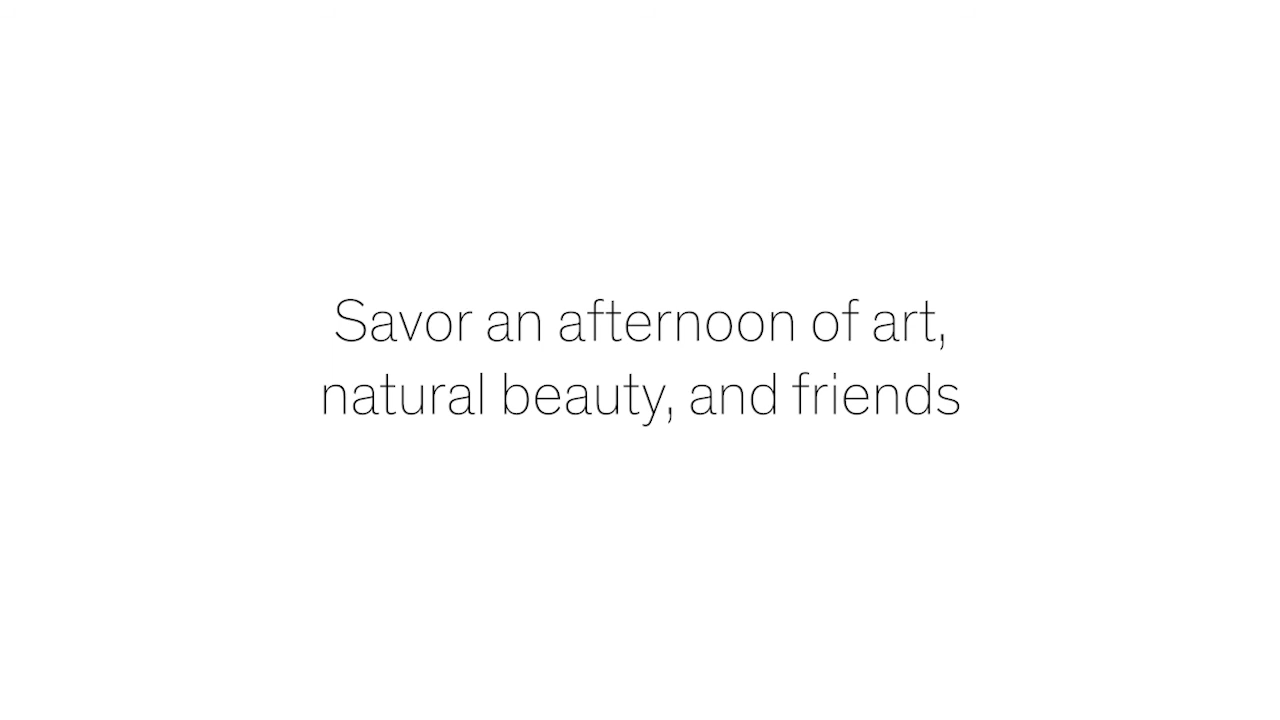 Savor an afternoon of art,
natural beauty, and friends